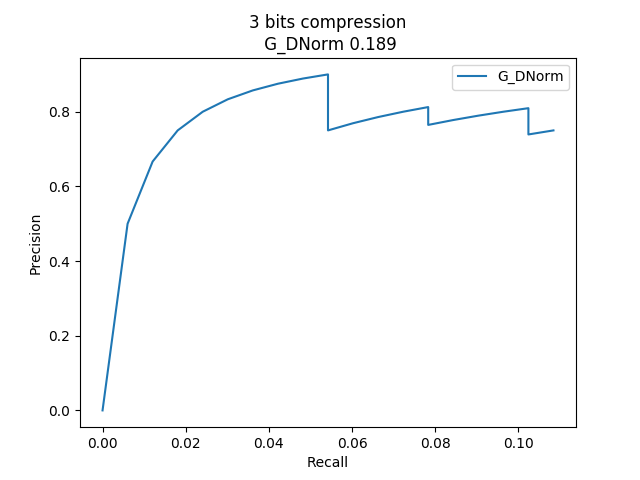 3 bits compression
G_DNorm 0.189
G_DNorm
Precision
0.8
0.6
0.4
0.2
0.0
0.00 0.02 0.04 0.06 0.08 0.10
Recall